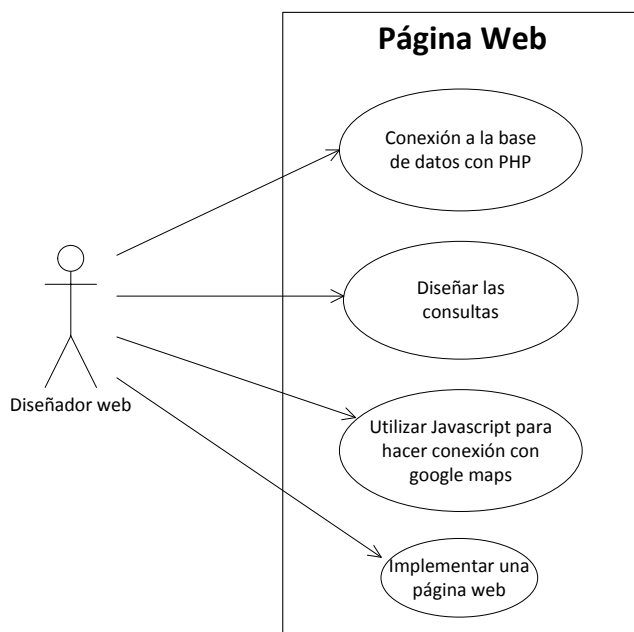 Página Web
Conexión a la base
de datos con PHP
Diseñar las
consultas
Diseñador web
Utilizar Javascript para
hacer conexión con
google maps
Implementar una
página web